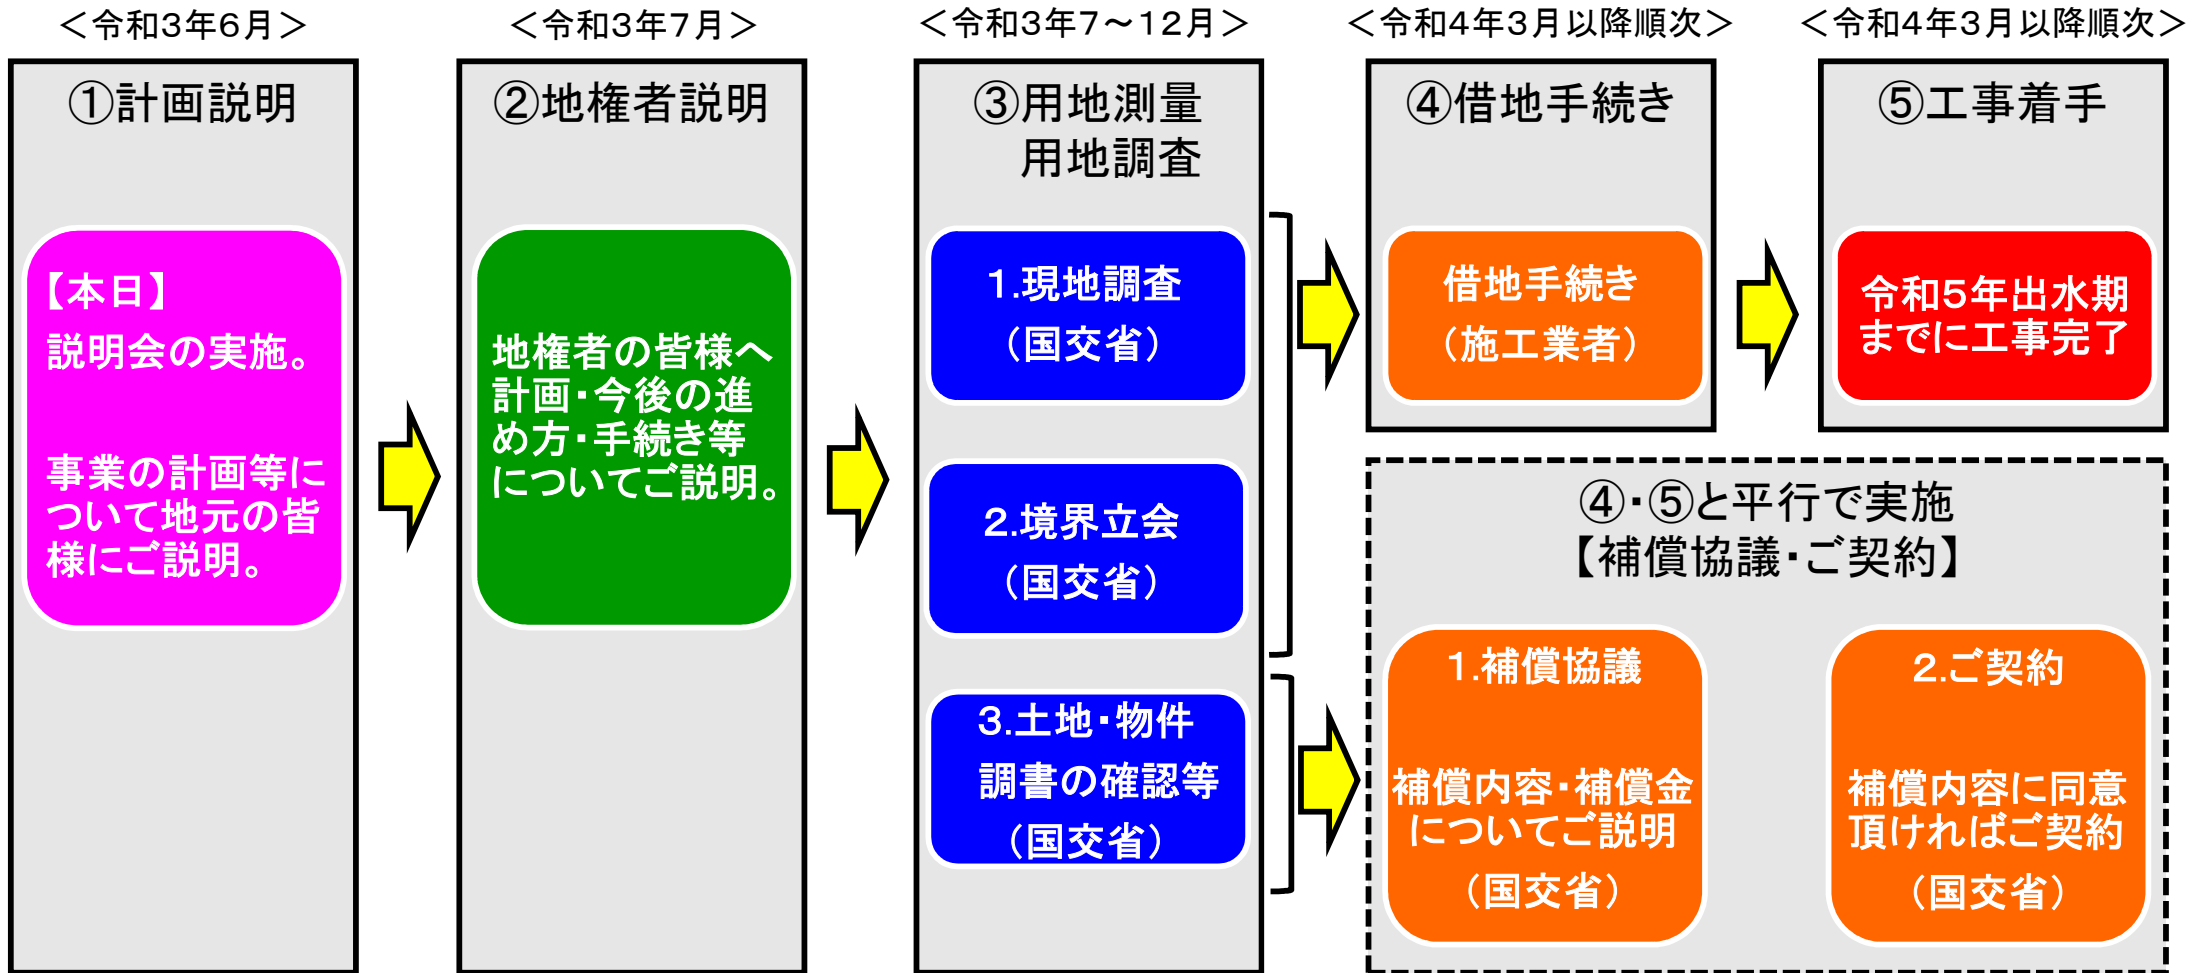 ＜令和3年6月＞
①計画説明
【本日】
説明会の実施。
事業の計画等に
ついて地元の皆
様にご説明。
＜令和3年7月＞
②地権者説明
地権者の皆様へ
計画・今後の進
め方・手続き等
についてご説明。
＜令和3年7～12月＞
③用地測量
用地調査
1.現地調査
（国交省）
2.境界立会
（国交省）
3.土地・物件
調書の確認等
（国交省）
＜令和4年3月以降順次＞
④借地手続き
借地手続き
（施工業者）
＜令和4年3月以降順次＞
⑤工事着手
令和5年出水期
までに工事完了
④・⑤と平行で実施
【補償協議・ご契約】
1.補償協議
補償内容・補償金
についてご説明
（国交省）
2.ご契約
補償内容に同意
頂ければご契約
（国交省）